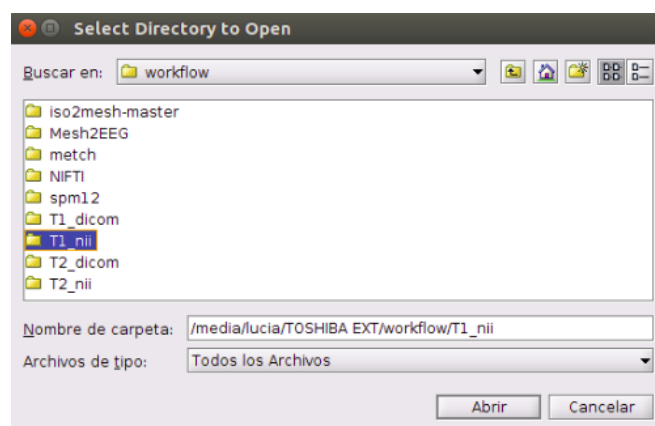 Select Directory to Open
Buscar en: workflow
iso2mesh-master
Mesh2EEG
metch
NIFTI
spm12
T1_dicom
T1_nii
T2_dicom
T2_nii
Nombre de carpeta: /media/lucia/TOSHIBA EXT/workflow/T1_nii
Archivos de tipo: Todos los Archivos
Abrir Cancelar